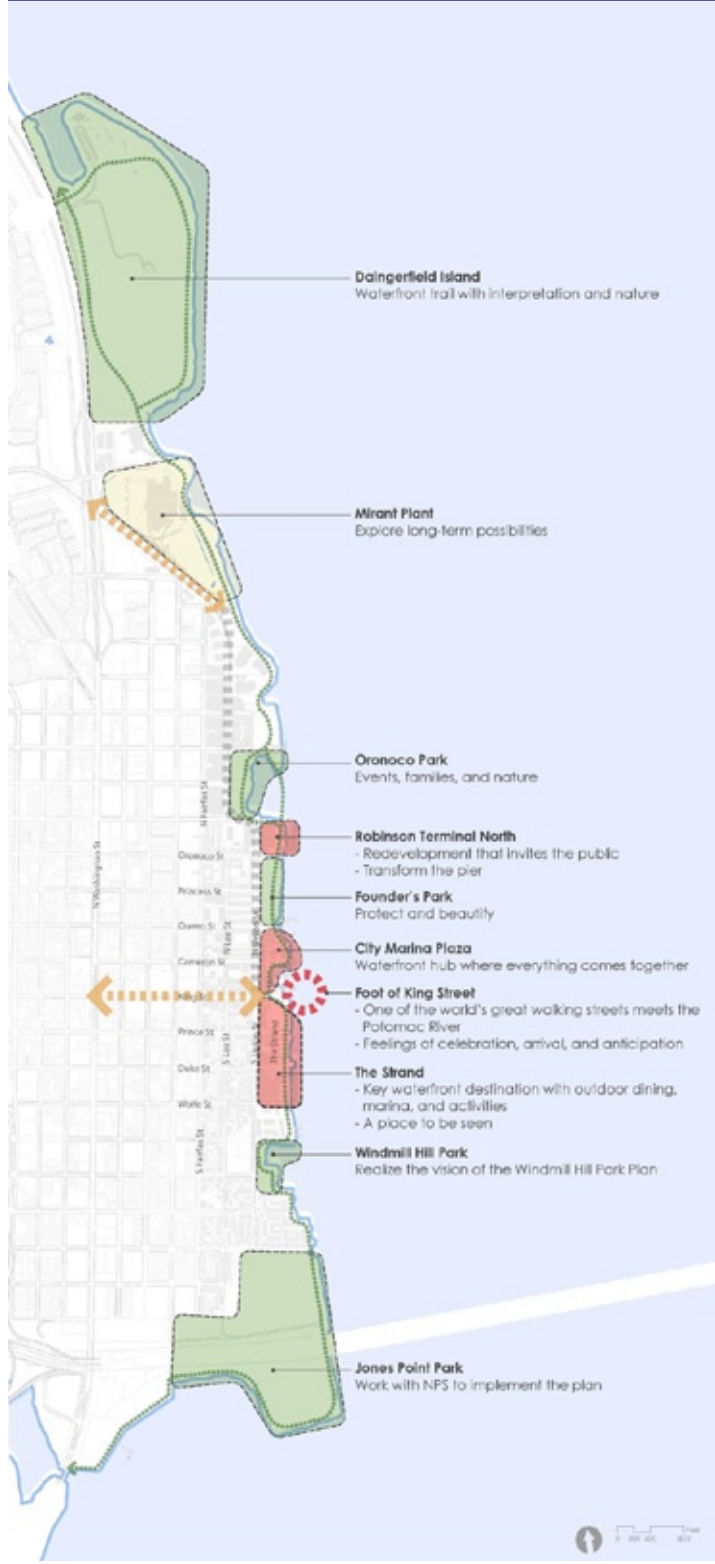 Daingerfield Island
Waterfront trail with interpretation and nature
Mirant Plant
Explore long-term possibilities
Oronoco Park
Events, families, and nature
N Fairfax St
Robinson Terminal North
- Redevelopment that invites the public
- Transform the pier
Oronoco St
N Washington St
Princess St
Founder's Park
Protect and beautify
Queen St
N Lee St
City Marina Plaza
Waterfront hub where everything comes together
Cameron St
Foot of King Street
- One of the world's great walking streets meets the
Potomac River
- Feelings of celebration, arrival, and anticipation
Prince St
S Lee St
The Strand
The Strand
- Key waterfront destination with outdoor dining,
marina, and activities
- A place to be seen
Duke St
Wolfe St
S Fairfax St
Windmill Hill Park
Realize the vision of the Windmill Hill Park Plan
Jones Point Park
Work with NPS to implement the plan